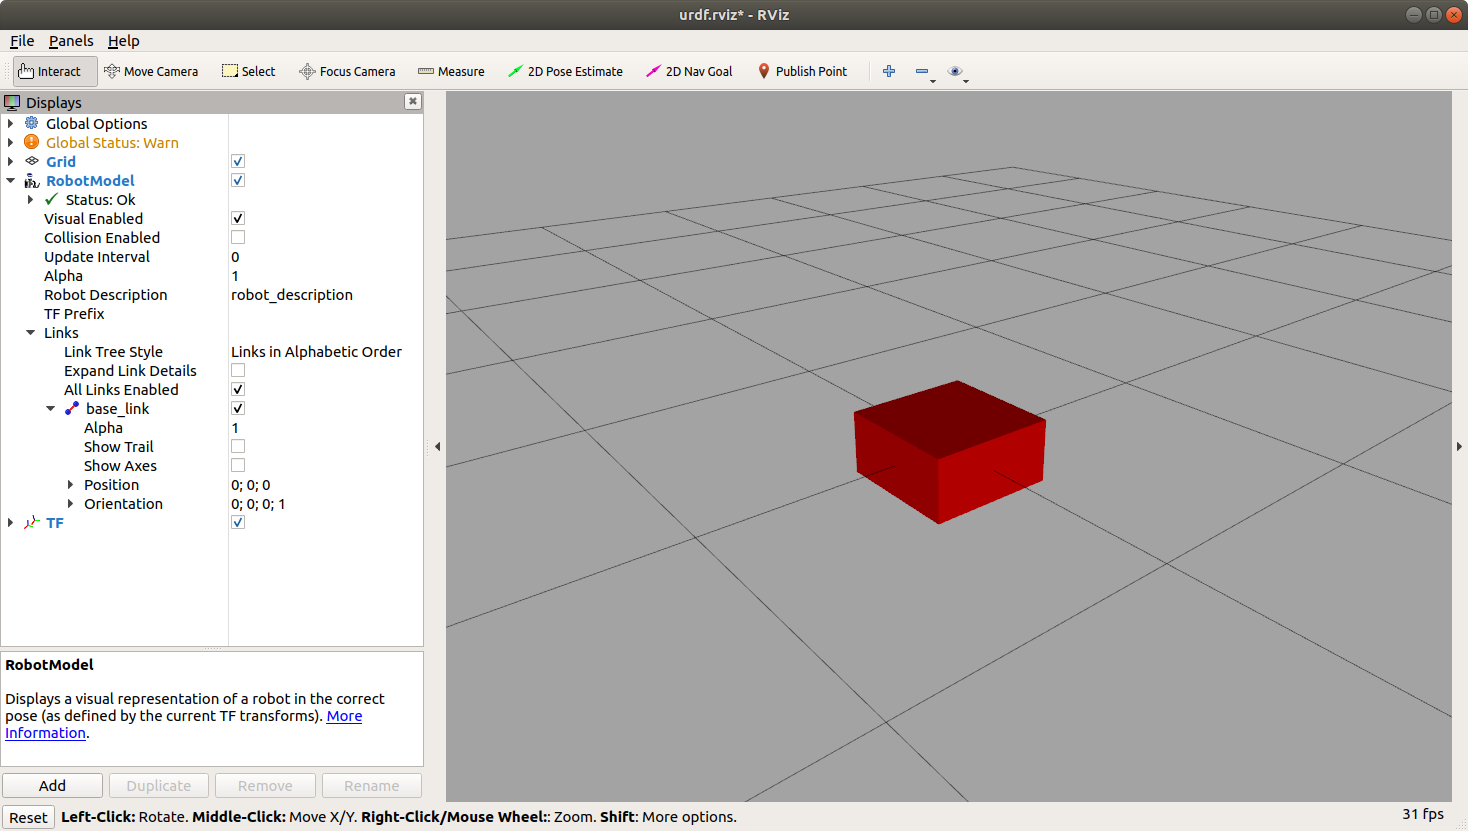 urdf.rviz* - RViz
File Panels Help
Interact Move Camera Select Focus Camera Measure 2D Pose Estimate 2D Nav Goal Publish Point
Displays
Global Options
Global Status: Warn
Grid
RobotModel
Status: Ok
Visual Enabled
Collision Enabled
Update Interval 0
Alpha 1
Robot Description robot_description
TF Prefix
Links
Link Tree Style Links in Alphabetic Order
Expand Link Details
All Links Enabled
base_link
Alpha 1
Show Trail
Show Axes
Position 0; 0; 0
Orientation 0; 0; 0; 1
TF
RobotModel
Displays a visual representation of a robot in the correct
pose (as defined by the current TF transforms). More
Information.
Add Duplicate Remove Rename
Reset Left-Click: Rotate. Middle-Click: Move X/Y. Right-Click/Mouse Wheel:: Zoom. Shift: More options. 31 fps